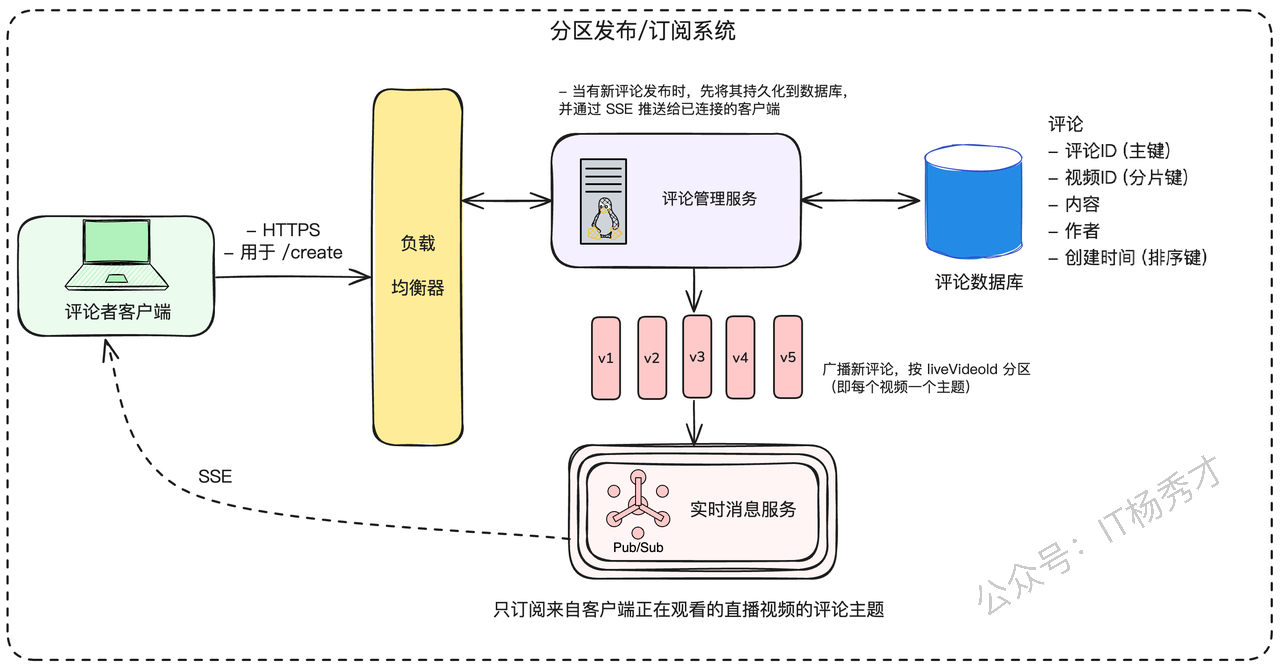 分区发布/订阅系统
– 当有新评论发布时，先将其持久化到数据库，
并通过 SSE 推送给已连接的客户端
评论
– 评论ID (主键)
– 视频ID (分片键)
– 内容
– 作者
– 创建时间 (排序键)
评论管理服务
– HTTPS
– 用于 /create
负载
均衡器
评论者客户端
评论数据库
v1
v2
v3
v4
v5
广播新评论，按 liveVideoId 分区
（即每个视频一个主题）
SSE
实时消息服务
Pub/Sub
只订阅来自客户端正在观看的直播视频的评论主题
公众号：IT杨秀才